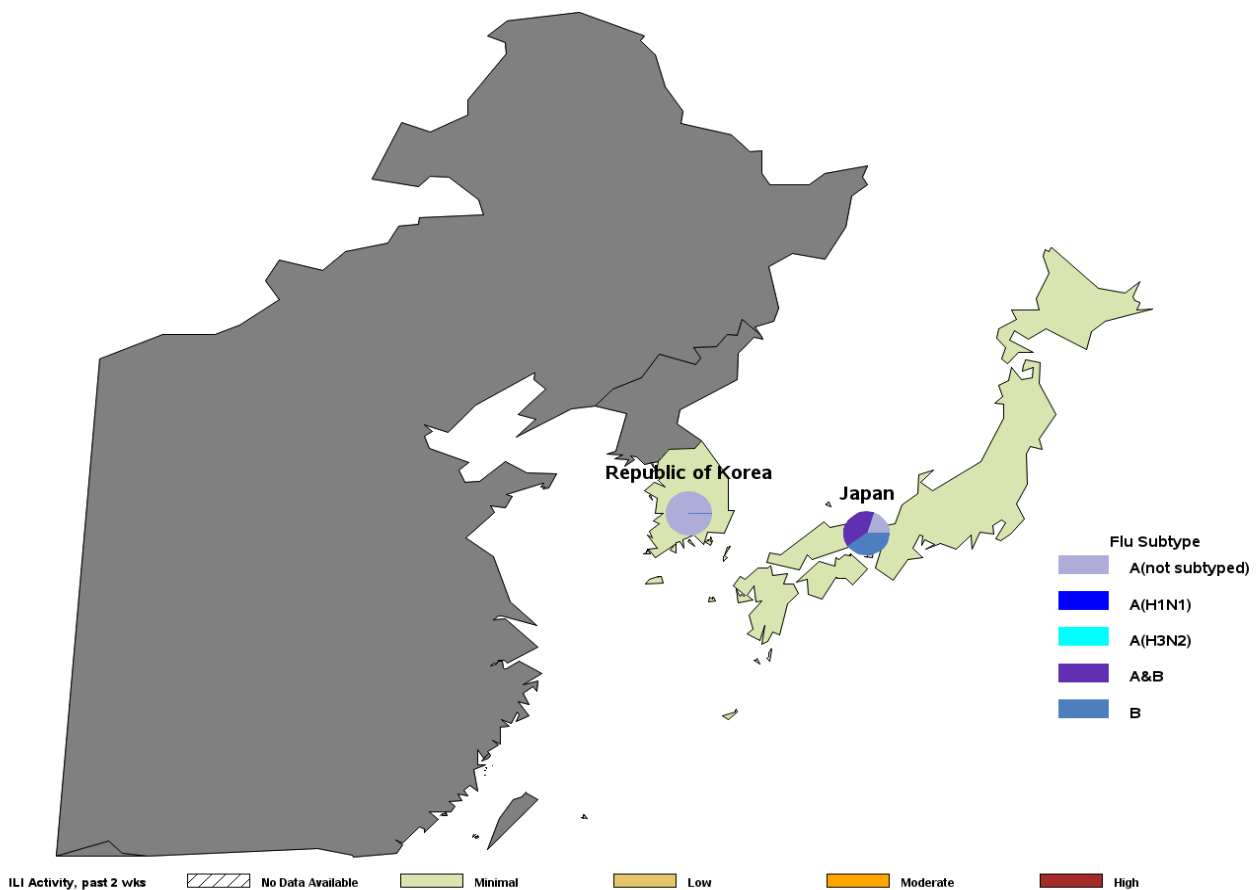 Republic of Korea
Japan
Flu Subtype
A(not subtyped)
A(H1N1)
A(H3N2)
A&B
B
ILI Activity, past 2 wks No Data Available Minimal Low Moderate High